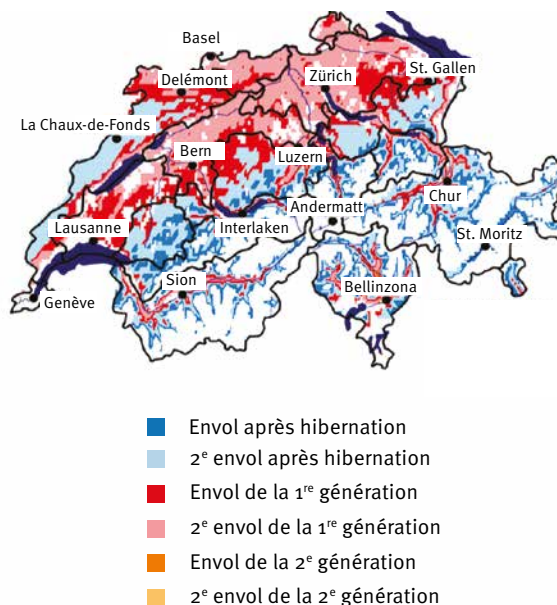 Basel
Delémont
Zürich
St. Gallen
La Chaux-de-Fonds
Bern
Luzern
Chur
Andermatt
Lausanne
Interlaken
St. Moritz
Sion
Bellinzona
Genève
Envol après hibernation
2e envol après hibernation
Envol de la 1re génération
2e envol de la 1re génération
Envol de la 2e génération
2e envol de la 2e génération